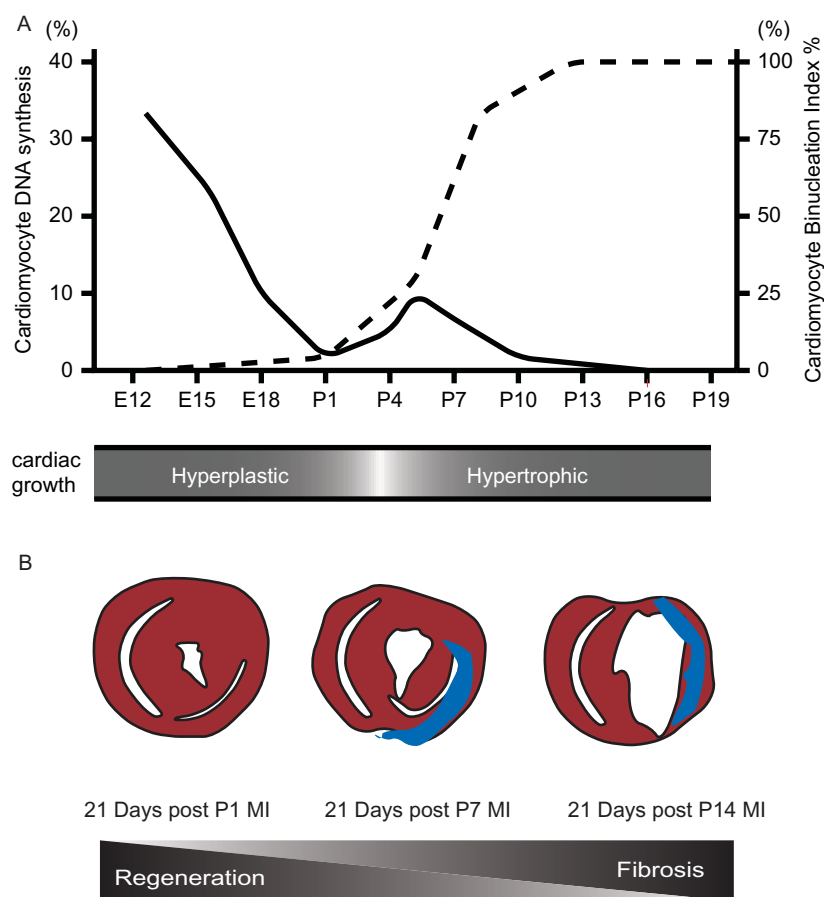 A
(%)
(%)
40
30
20
10
0
Cardiomyocyte DNA synthesis
100
75
50
25
0
Cardiomyocyte Binucleation Index %
E12 E15 E18 P1 P4 P7 P10 P13 P16 P19
cardiac
growth
Hyperplastic
Hypertrophic
B
21 Days post P1 MI
21 Days post P7 MI
21 Days post P14 MI
Regeneration
Fibrosis